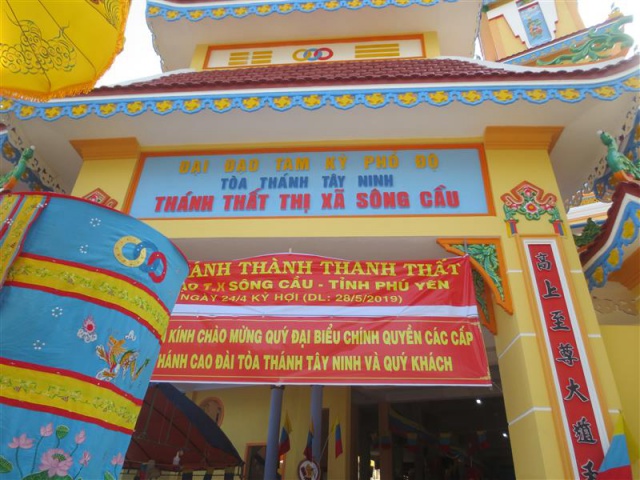 ĐẠI ĐẠO TAM KỲ PHỔ ĐỘ
TÒA THÁNH TÂY NINH
THÁNH THẤT THỊ XÃ SÔNG CẦU
KHÁNH THÀNH THANH THẤT
T.X SÔNG CẦU - TỈNH PHÚ YÊN
NGÀY 24/4 KỶ HỢI (DL: 28/5/2019)
KÍNH CHÀO MỪNG QUÝ ĐẠI BIỂU CHÍNH QUYỀN CÁC CẤP
THÁNH CAO ĐÀI TÒA THÁNH TÂY NINH VÀ QUÝ KHÁCH
高上至尊大道